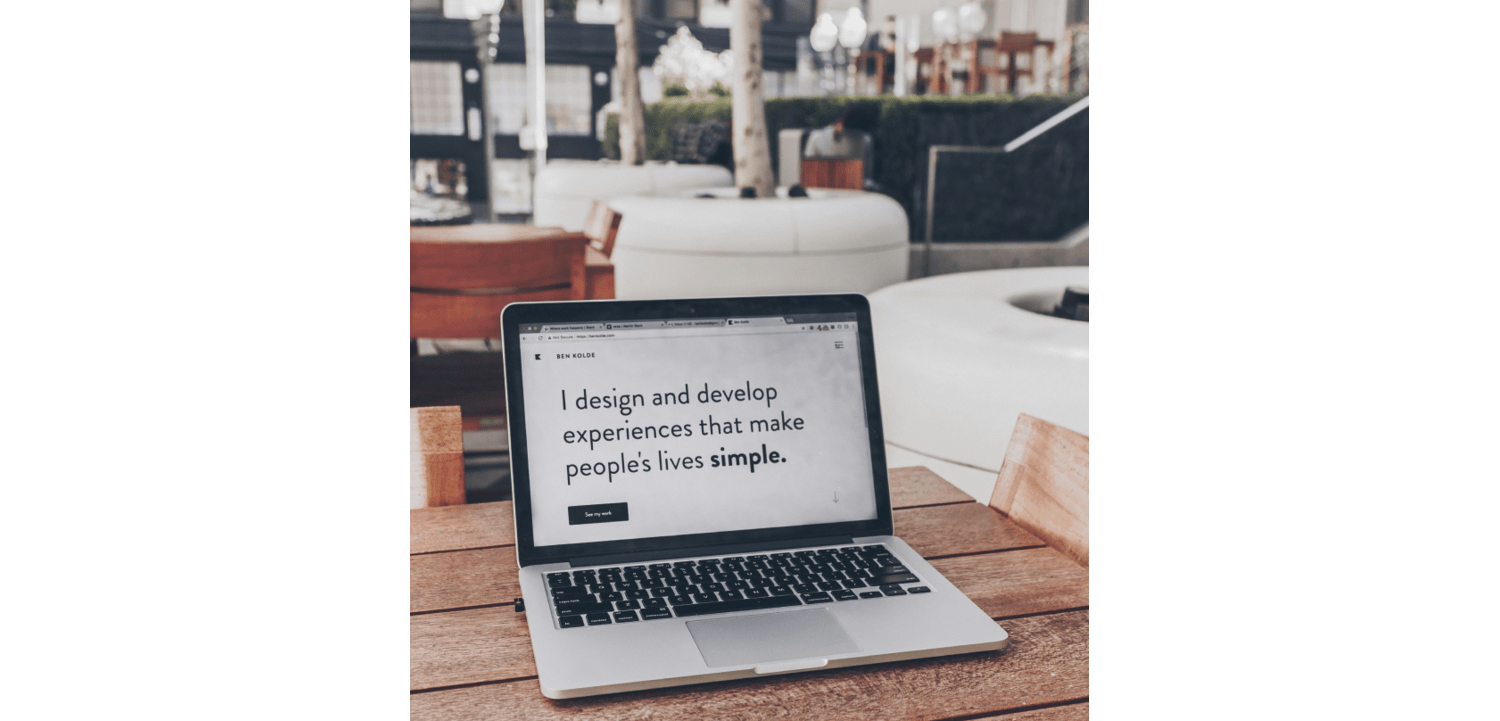 BEN KOLDE
I design and develop
experiences that make
people's lives simple.
See my work